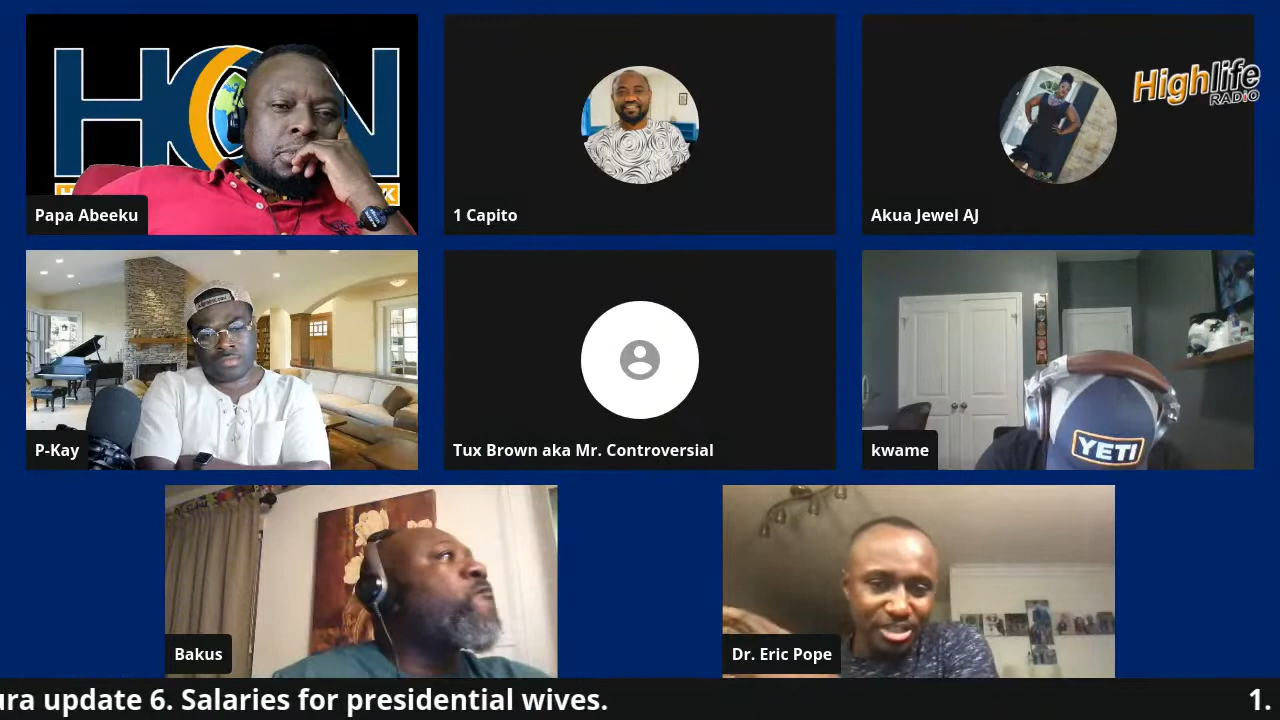 HON
Papa Abeeku
1 Capito
Akua Jewel AJ
Highlife
RADIO
P-Kay
Tux Brown aka Mr. Controversial
kwame
YETI
Bakus
Dr. Eric Pope
ura update 6. Salaries for presidential wives.
1.